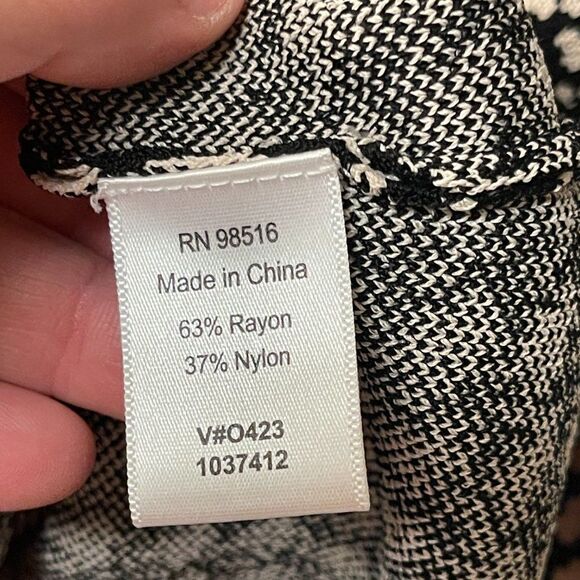 RN 98516
Made in China
63% Rayon
37% Nylon
V#O423
1037412